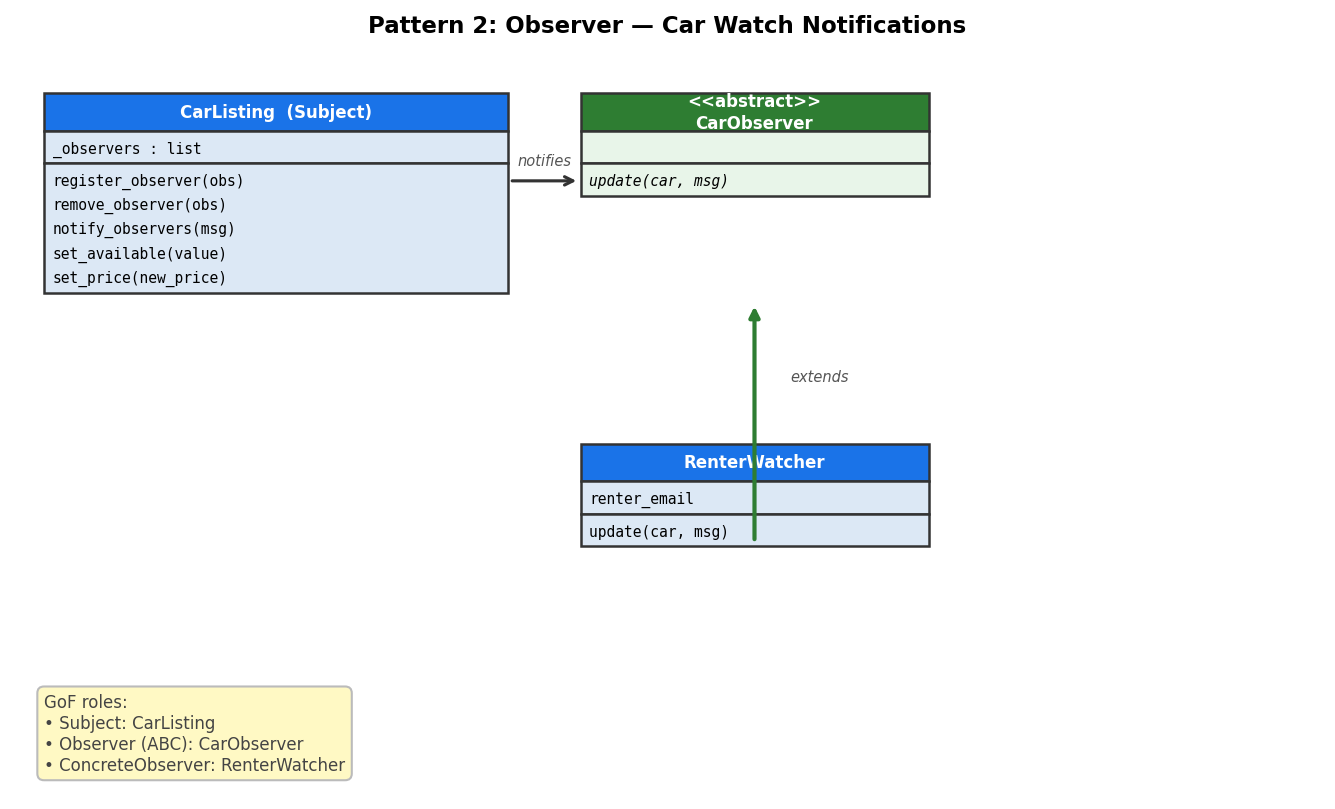 Pattern 2: Observer — Car Watch Notifications
CarListing  (Subject)
_observers : list
register_observer(obs)
remove_observer(obs)
notify_observers(msg)
set_available(value)
set_price(new_price)
notifies
<<abstract>>
CarObserver
update(car, msg)
extends
RenterWatcher
renter_email
update(car, msg)
GoF roles:
• Subject: CarListing
• Observer (ABC): CarObserver
• ConcreteObserver: RenterWatcher